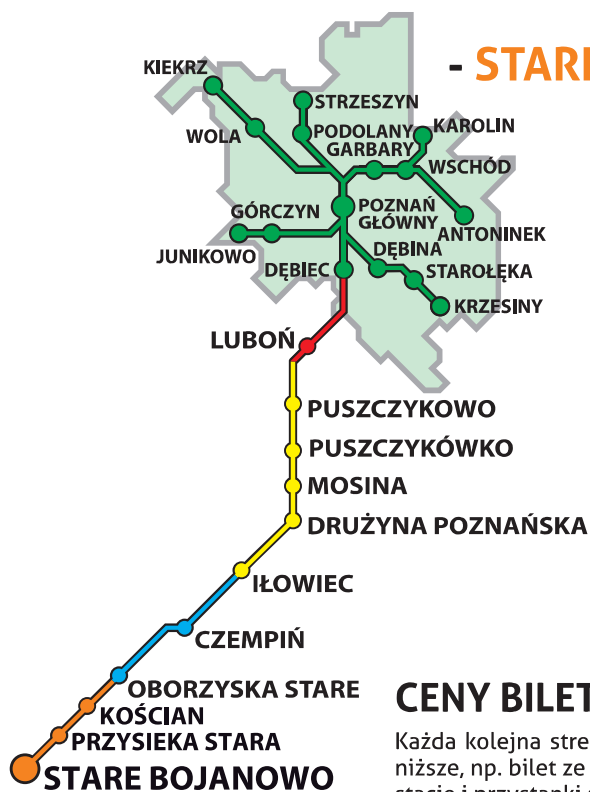 - STARE
KIEKRZ
STRZESZYN
WOLA
PODOLANY
GARBARY
KAROLIN
WSCHÓD
GÓRCZYN
POZNAŃ
GŁÓWNY
ANTONINEK
JUNIKOWO
DĘBINA
DĘBIEC
STAROŁĘKA
KRZESINY
LUBOŃ
PUSZCZYKOWO
PUSZCZYKÓWKO
MOSINA
DRUŻYNA POZNAŃSKA
IŁOWIEC
CZEMPIŃ
OBORZYSKA STARE
KOŚCIAN
PRZYSIEKA STARA
STARE BOJANOWO
CENY BILET
Każda kolejna stre
niższe, np. bilet ze